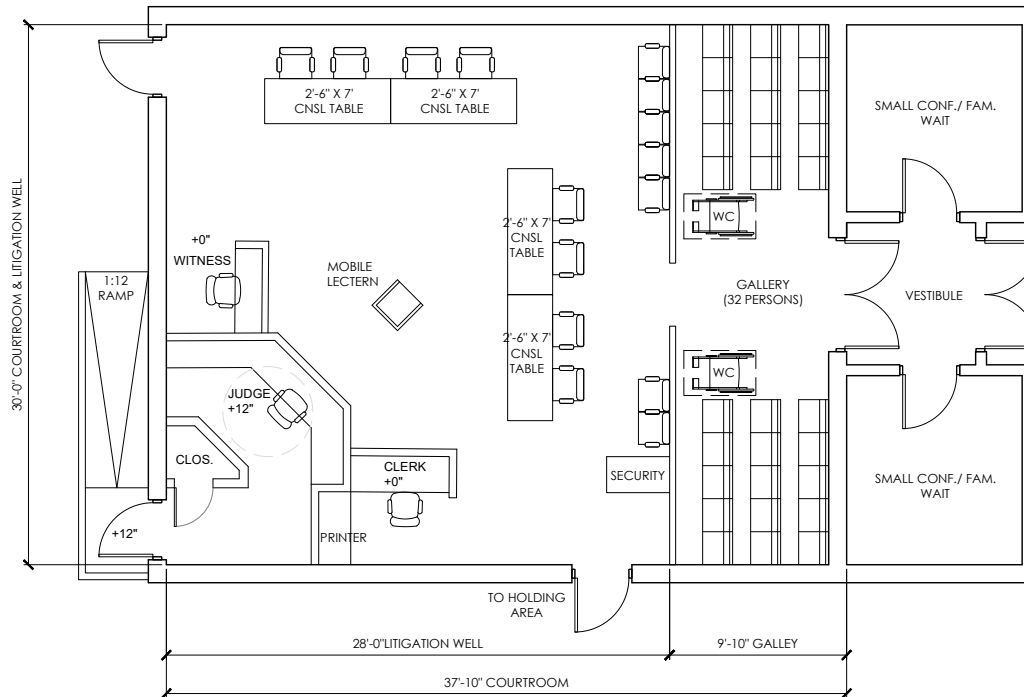 2'-6" X 7'
CNSL TABLE
2'-6" X 7'
CNSL TABLE
SMALL CONF./ FAM.
WAIT
30'-0" COURTROOM & LITIGATION WELL
+0"
WITNESS
1:12
RAMP
MOBILE
LECTERN
2'-6" X 7'
CNSL
TABLE
WC
GALLERY
(32 PERSONS)
VESTIBULE
2'-6" X 7'
CNSL
TABLE
WC
JUDGE
+12"
CLOS.
CLERK
+0"
SECURITY
SMALL CONF./ FAM.
WAIT
+12"
PRINTER
TO HOLDING
AREA
28'-0"LITIGATION WELL
9'-10" GALLEY
37'-10" COURTROOM